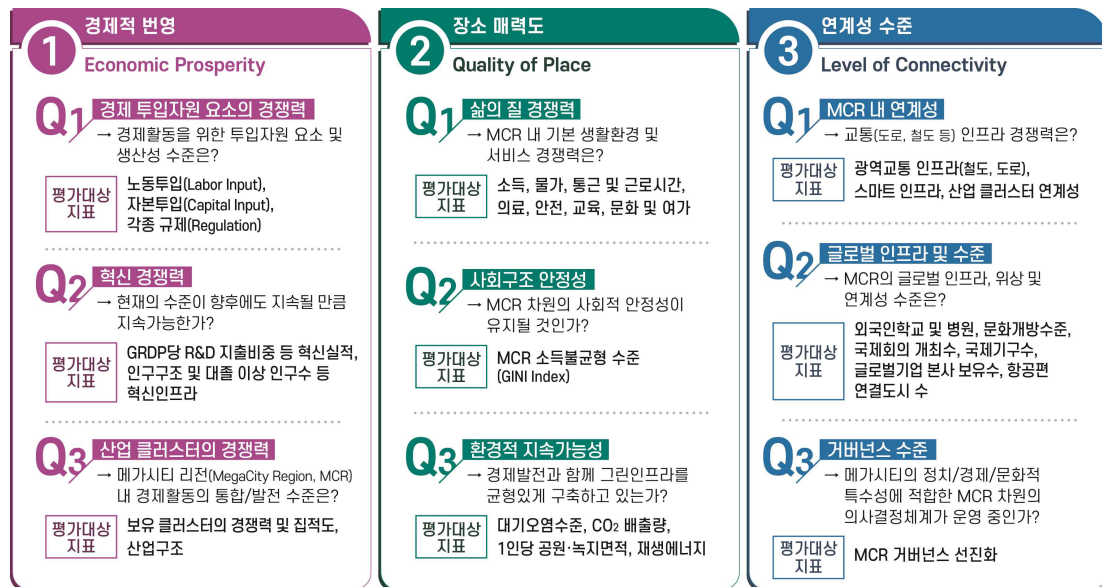 1
경제적 번영
Economic Prosperity
Q1 경제 투입자원 요소의 경쟁력
→ 경제활동을 위한 투입자원 요소 및
생산성 수준은?
평가대상
지표
노동투입(Labor Input),
자본투입(Capital Input),
각종 규제(Regulation)
Q2 혁신 경쟁력
→ 현재의 수준이 향후에도 지속될 만큼
지속가능한가?
평가대상
지표
GRDP당 R&D 지출비중 등 혁신실적,
인구구조 및 대졸 이상 인구수 등
혁신인프라
Q3 산업 클러스터의 경쟁력
→ 메가시티 리전(MegaCity Region, MCR)
내 경제활동의 통합/발전 수준은?
평가대상
지표
보유 클러스터의 경쟁력 및 집적도,
산업구조
2
장소 매력도
Quality of Place
Q1 삶의 질 경쟁력
→ MCR 내 기본 생활환경 및
서비스 경쟁력은?
평가대상
지표
소득, 물가, 통근 및 근로시간,
의료, 안전, 교육, 문화 및 여가
Q2 사회구조 안정성
→ MCR 차원의 사회적 안정성이
유지될 것인가?
평가대상
지표
MCR 소득불균형 수준
(GINI Index)
Q3 환경적 지속가능성
→ 경제발전과 함께 그린인프라를
균형있게 구축하고 있는가?
평가대상
지표
대기오염수준, CO₂ 배출량,
1인당 공원·녹지면적, 재생에너지
3
연계성 수준
Level of Connectivity
Q1 MCR 내 연계성
→ 교통(도로, 철도 등) 인프라 경쟁력은?
평가대상
지표
광역교통 인프라(철도, 도로),
스마트 인프라, 산업 클러스터 연계성
Q2 글로벌 인프라 및 수준
→ MCR의 글로벌 인프라, 위상 및
연계성 수준은?
평가대상
지표
외국인학교 및 병원, 문화개방수준,
국제회의 개최수, 국제기구수,
글로벌기업 본사 보유수, 항공편
연결도시 수
Q3 거버넌스 수준
→ 메가시티의 정치/경제/문화적
특수성에 적합한 MCR 차원의
의사결정체계가 운영 중인가?
평가대상
지표
MCR 거버넌스 선진화